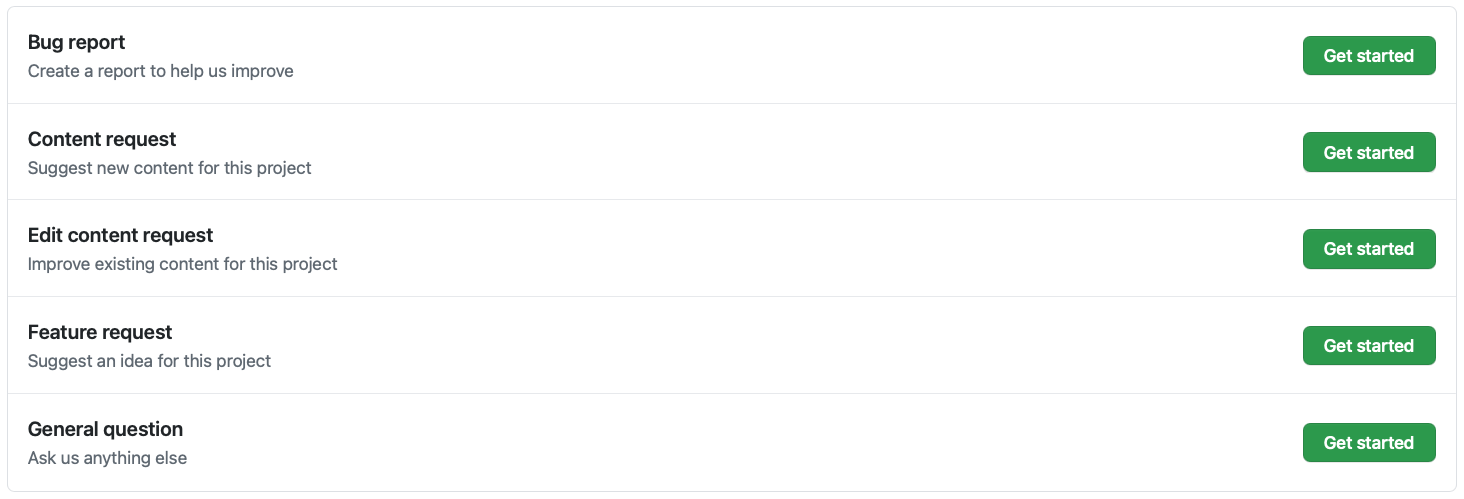 Bug report
Create a report to help us improve
Get started
Content request
Suggest new content for this project
Get started
Edit content request
Improve existing content for this project
Get started
Feature request
Suggest an idea for this project
Get started
General question
Ask us anything else
Get started